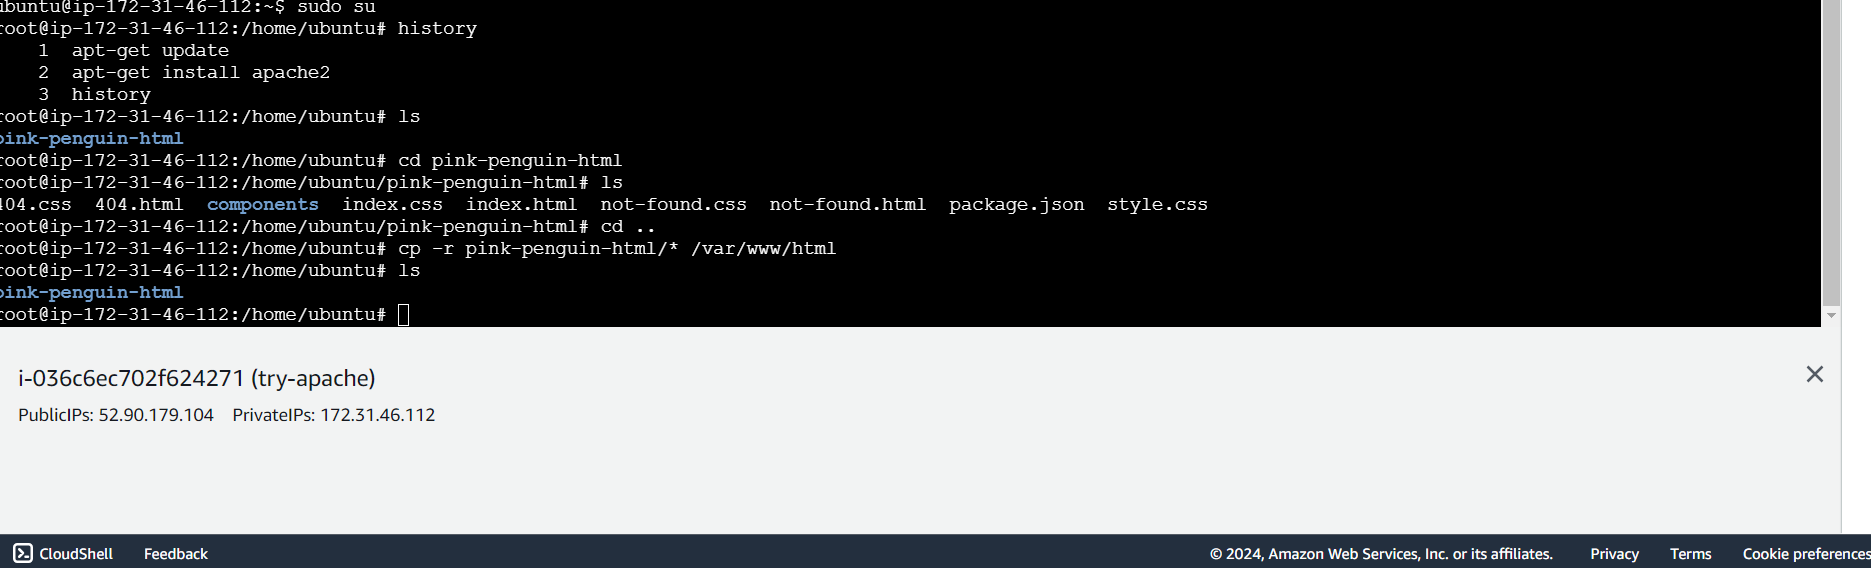 ubuntu@ip-172-31-46-112:~$ sudo su
root@ip-172-31-46-112:/home/ubuntu# history
1 apt-get update
2 apt-get install apache2
3 history
root@ip-172-31-46-112:/home/ubuntu# ls
pink-penguin-html
root@ip-172-31-46-112:/home/ubuntu# cd pink-penguin-html
root@ip-172-31-46-112:/home/ubuntu/pink-penguin-html# ls
404.css 404.html components index.css index.html not-found.css not-found.html package.json style.css
root@ip-172-31-46-112:/home/ubuntu/pink-penguin-html# cd ..
root@ip-172-31-46-112:/home/ubuntu# cp -r pink-penguin-html/* /var/www/html
root@ip-172-31-46-112:/home/ubuntu# ls
pink-penguin-html
root@ip-172-31-46-112:/home/ubuntu#
i-036c6ec702f624271 (try-apache)
PublicIPs: 52.90.179.104 PrivateIPs: 172.31.46.112
CloudShell Feedback © 2024, Amazon Web Services, Inc. or its affiliates. Privacy Terms Cookie preferences